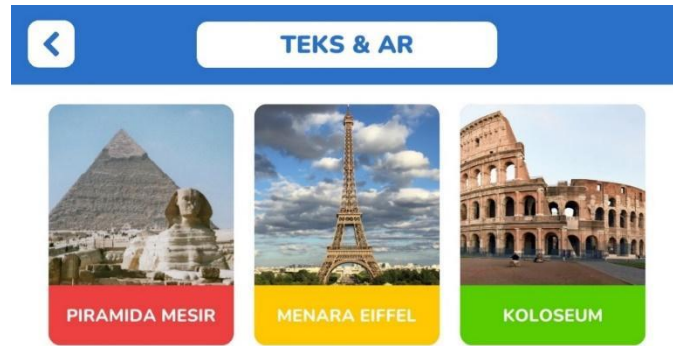 TEKS & AR
PIRAMIDA MESIR
MENARA EIFFEL
KOLOSEUM